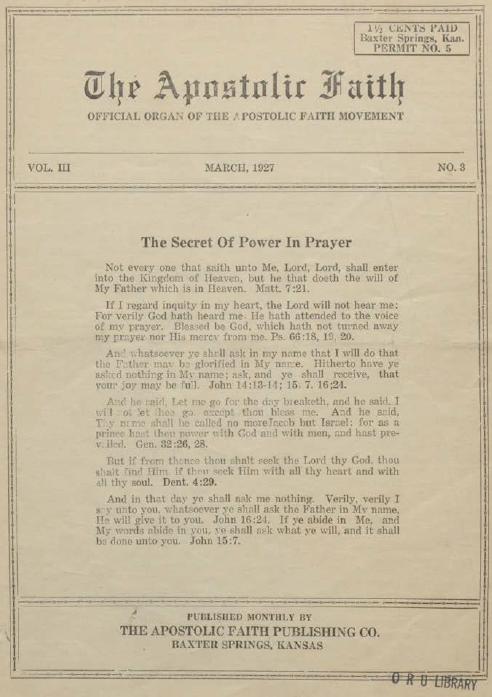 1½ CENTS PAID
Baxter Springs, Kan.
PERMIT NO. 5
The Apostolic Faith
OFFICIAL ORGAN OF THE APOSTOLIC FAITH MOVEMENT
VOL. III MARCH, 1927 NO. 3
The Secret Of Power In Prayer
Not every one that saith unto Me, Lord, Lord, shall enter
into the Kingdom of Heaven, but he that doeth the will of
My Father which is in Heaven. Matt. 7:21.
If I regard inquity in my heart, the Lord will not hear me:
For verily God hath heard me. He hath attended to the voice
of my prayer. Blessed be God, which hath not turned away
my prayer nor His mercy from me. Ps. 66:18, 19, 20.
And whatsoever ye shall ask in my name that I will do that
the Father may be glorified in My name. Hitherto have ye
asked nothing in My name; ask, and ye shall receive, that
your joy may be full. John 14:13-14; 15. 7. 16;24.
And he said, Let me go for the day breaketh, and he said. I
will not let thee go, except thou bless me. And he said,
Thy name shall be called no moreJacob but Israel: for as a
prince hast thou power with God and with men, and hast pre-
vailed. Gen. 32:26, 28.
But if from thence thou shalt seek the Lord thy God, thou
shalt find Him if thou seek Him with all thy heart and with
all thy soul. Dent. 4:29.
And in that day ye shall ask me nothing. Verily, verily I
say unto you, whatsoever ye shall ask the Father in My name,
He will give it to you. John 16:24. If ye abide in Me, and
My words abide in you, ye shall ask what ye will, and it shall
be done unto you. John 15:7.
PUBLISHED MONTHLY BY
THE APOSTOLIC FAITH PUBLISHING CO.
BAXTER SPRINGS, KANSAS
O R U LIBRARY